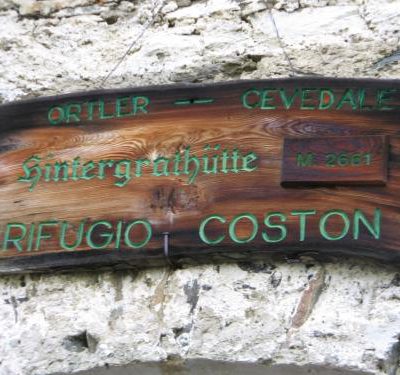 ORTLER — CEVEDALE
Hintergrathütte M 2661
RIFUGIO COSTON